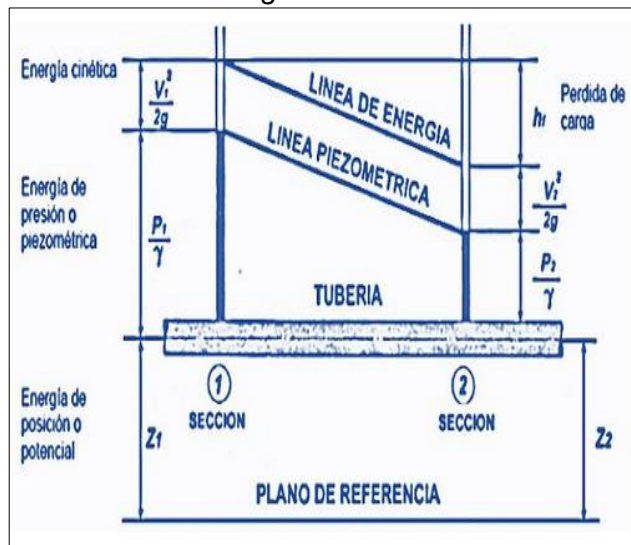 Energía cinética
V₁²
2g
LINEA DE ENERGIA
hf
Perdida de
carga
LINEA PIEZOMETRICA
Energía de
presión o
piezométrica
P₁
γ
V₂²
2g
P₂
γ
TUBERIA
1
SECCION
2
SECCION
Energía de
posición o
potencial
Z1
Z2
PLANO DE REFERENCIA